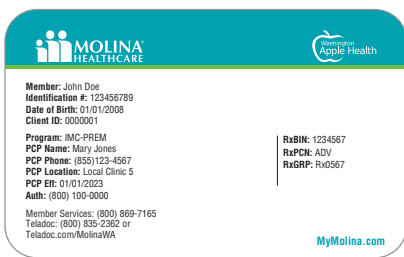 MOLINA
HEALTHCARE
Washington
Apple Health
Member: John Doe
Identification #: 123456789
Date of Birth: 01/01/2008
Client ID: 0000001
Program: IMC-PREM
PCP Name: Mary Jones
PCP Phone: (855)123-4567
PCP Location: Local Clinic 5
PCP Eff: 01/01/2023
Auth: (800) 100-0000
RxBIN: 1234567
RxPCN: ADV
RxGRP: Rx0567
Member Services: (800) 869-7165
Teladoc: (800) 835-2362 or
Teladoc.com/MolinaWA
MyMolina.com